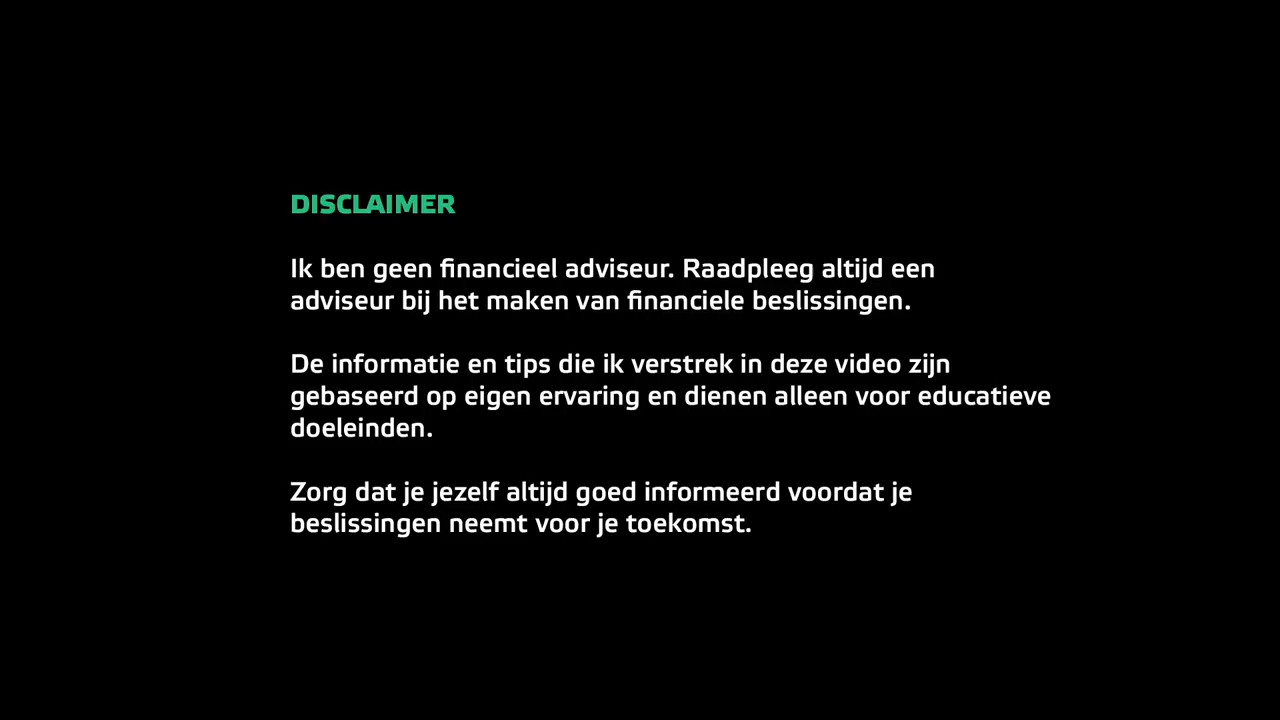 DISCLAIMER
Ik ben geen financieel adviseur. Raadpleeg altijd een
adviseur bij het maken van financiele beslissingen.
De informatie en tips die ik verstrek in deze video zijn
gebaseerd op eigen ervaring en dienen alleen voor educatieve
doeleinden.
Zorg dat je jezelf altijd goed informeerd voordat je
beslissingen neemt voor je toekomst.